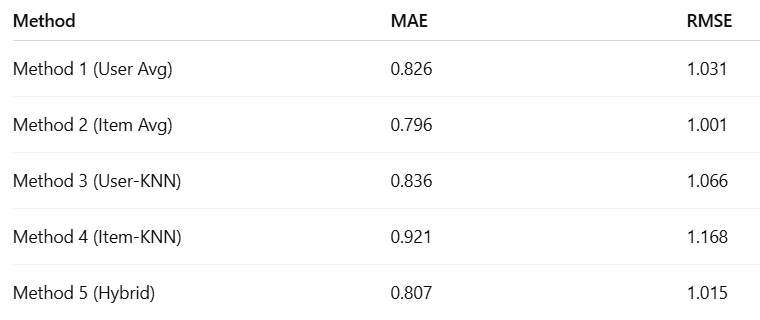 Method MAE RMSE
Method 1 (User Avg) 0.826 1.031
Method 2 (Item Avg) 0.796 1.001
Method 3 (User-KNN) 0.836 1.066
Method 4 (Item-KNN) 0.921 1.168
Method 5 (Hybrid) 0.807 1.015